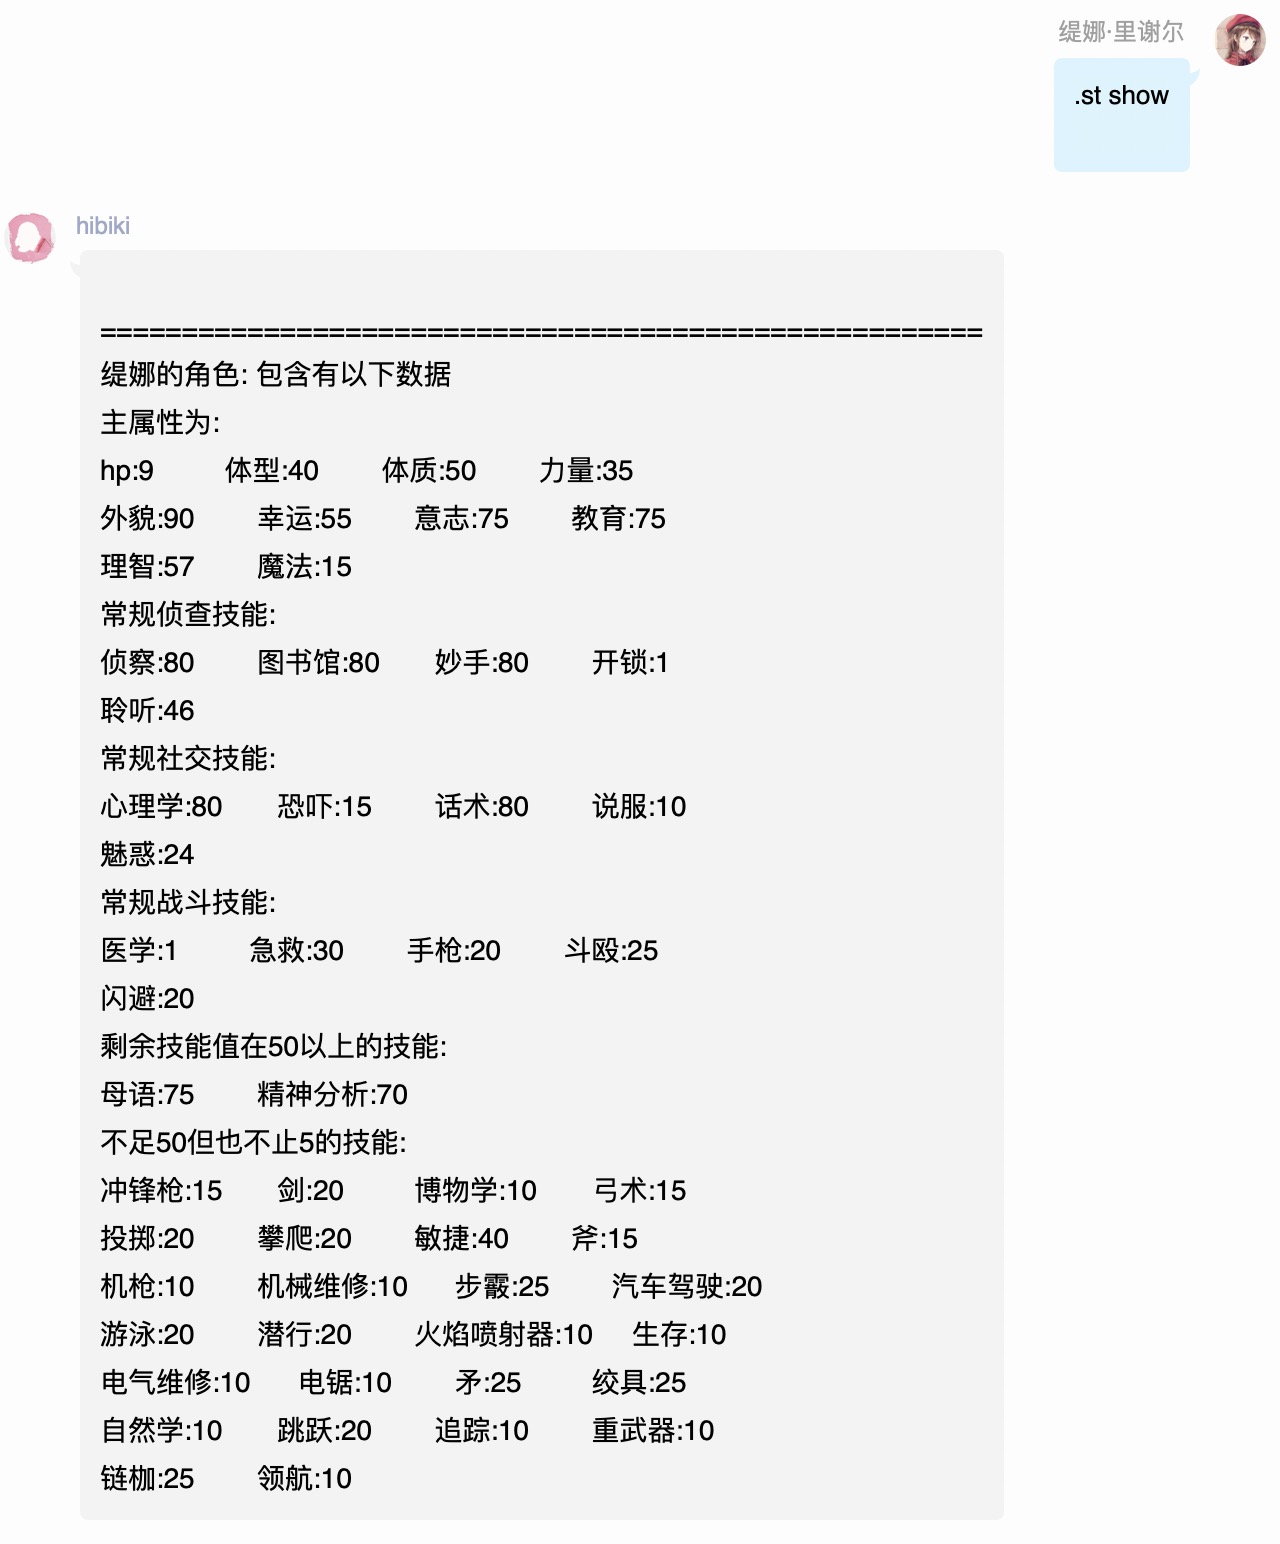 缇娜·里谢尔
.st show
hibiki
======================================================
缇娜的角色: 包含有以下数据
主属性为:
hp:9 体型:40 体质:50 力量:35
外貌:90 幸运:55 意志:75 教育:75
理智:57 魔法:15
常规侦查技能:
侦察:80 图书馆:80 妙手:80 开锁:1
聆听:46
常规社交技能:
心理学:80 恐吓:15 话术:80 说服:10
魅惑:24
常规战斗技能:
医学:1 急救:30 手枪:20 斗殴:25
闪避:20
剩余技能值在50以上的技能:
母语:75 精神分析:70
不足50但也不止5的技能:
冲锋枪:15 剑:20 博物学:10 弓术:15
投掷:20 攀爬:20 敏捷:40 斧:15
机枪:10 机械维修:10 步霰:25 汽车驾驶:20
游泳:20 潜行:20 火焰喷射器:10 生存:10
电气维修:10 电锯:10 矛:25 绞具:25
自然学:10 跳跃:20 追踪:10 重武器:10
链枷:25 领航:10